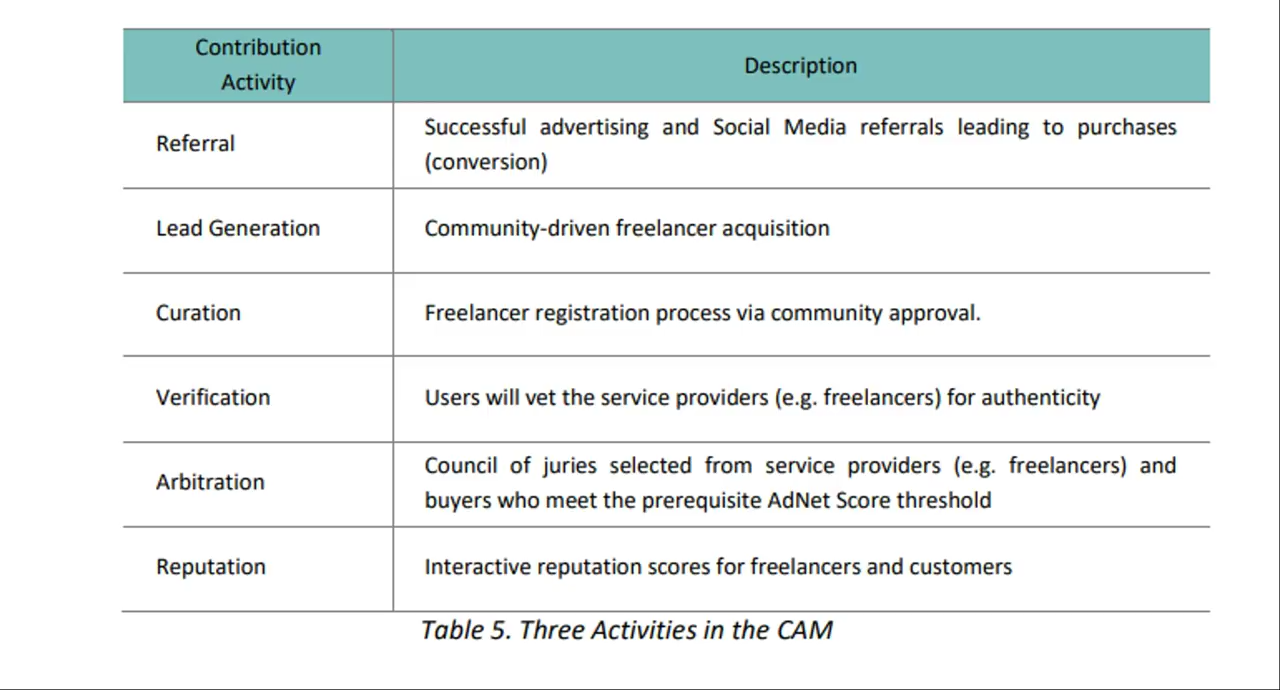 Contribution
Activity
Description
Referral
Successful advertising and Social Media referrals leading to purchases
(conversion)
Lead Generation
Community-driven freelancer acquisition
Curation
Freelancer registration process via community approval.
Verification
Users will vet the service providers (e.g. freelancers) for authenticity
Arbitration
Council of juries selected from service providers (e.g. freelancers) and
buyers who meet the prerequisite AdNet Score threshold
Reputation
Interactive reputation scores for freelancers and customers
Table 5. Three Activities in the CAM